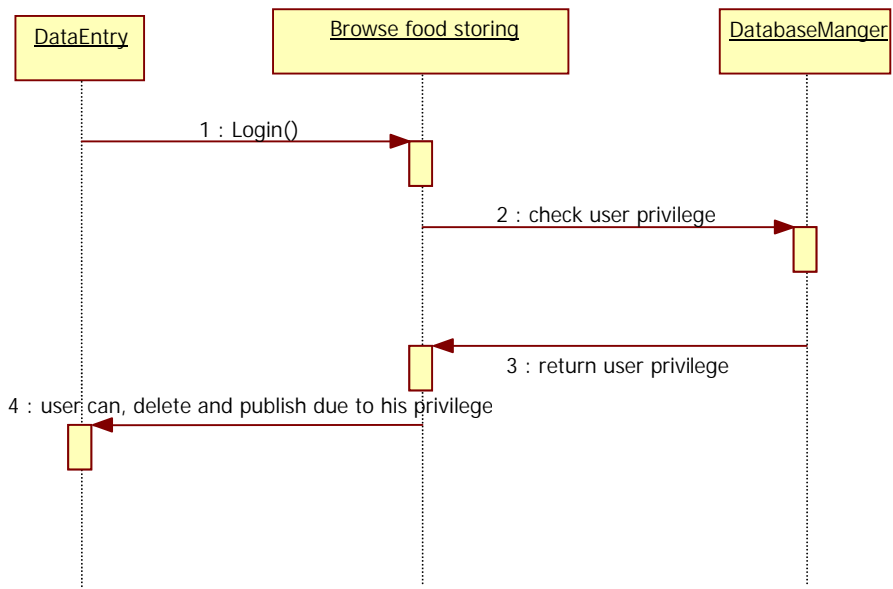 DataEntry
Browse food storing
DatabaseManger
1 : Login()
2 : check user privilege
3 : return user privilege
4 : user can, delete and publish due to his privilege